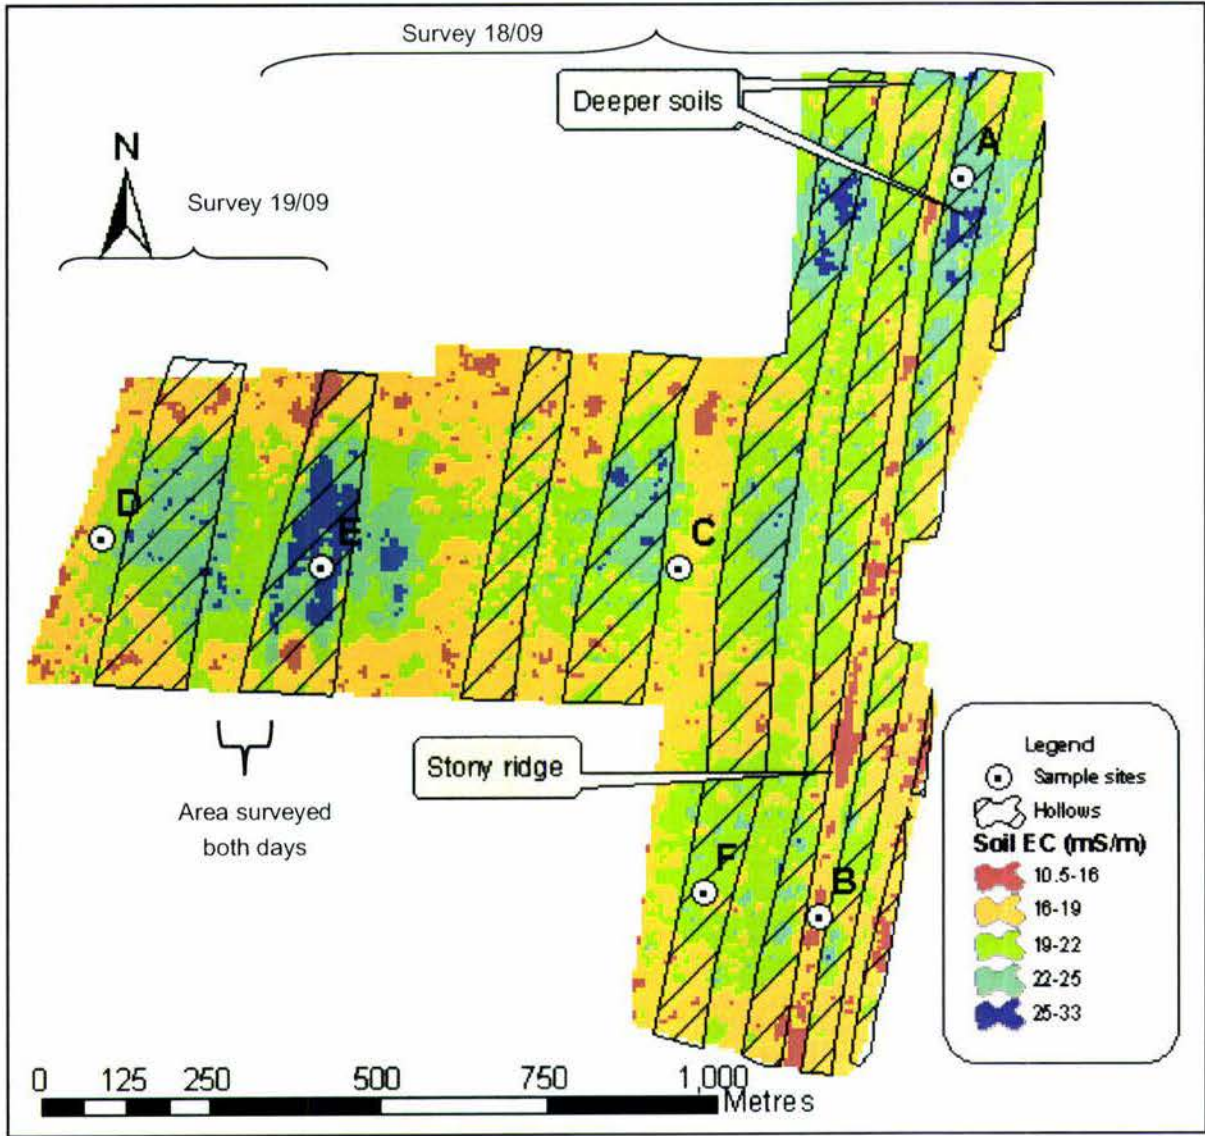 Survey 18/09
Deeper soils
N
A
Survey 19/09
D
E
C
Stony ridge
Area surveyed
both days
F
B
Legend
Sample sites
Hollows
Soil EC (mS/m)
10.5-16
16-19
19-22
22-25
25-33
0 125 250 500 750 1,000
Metres